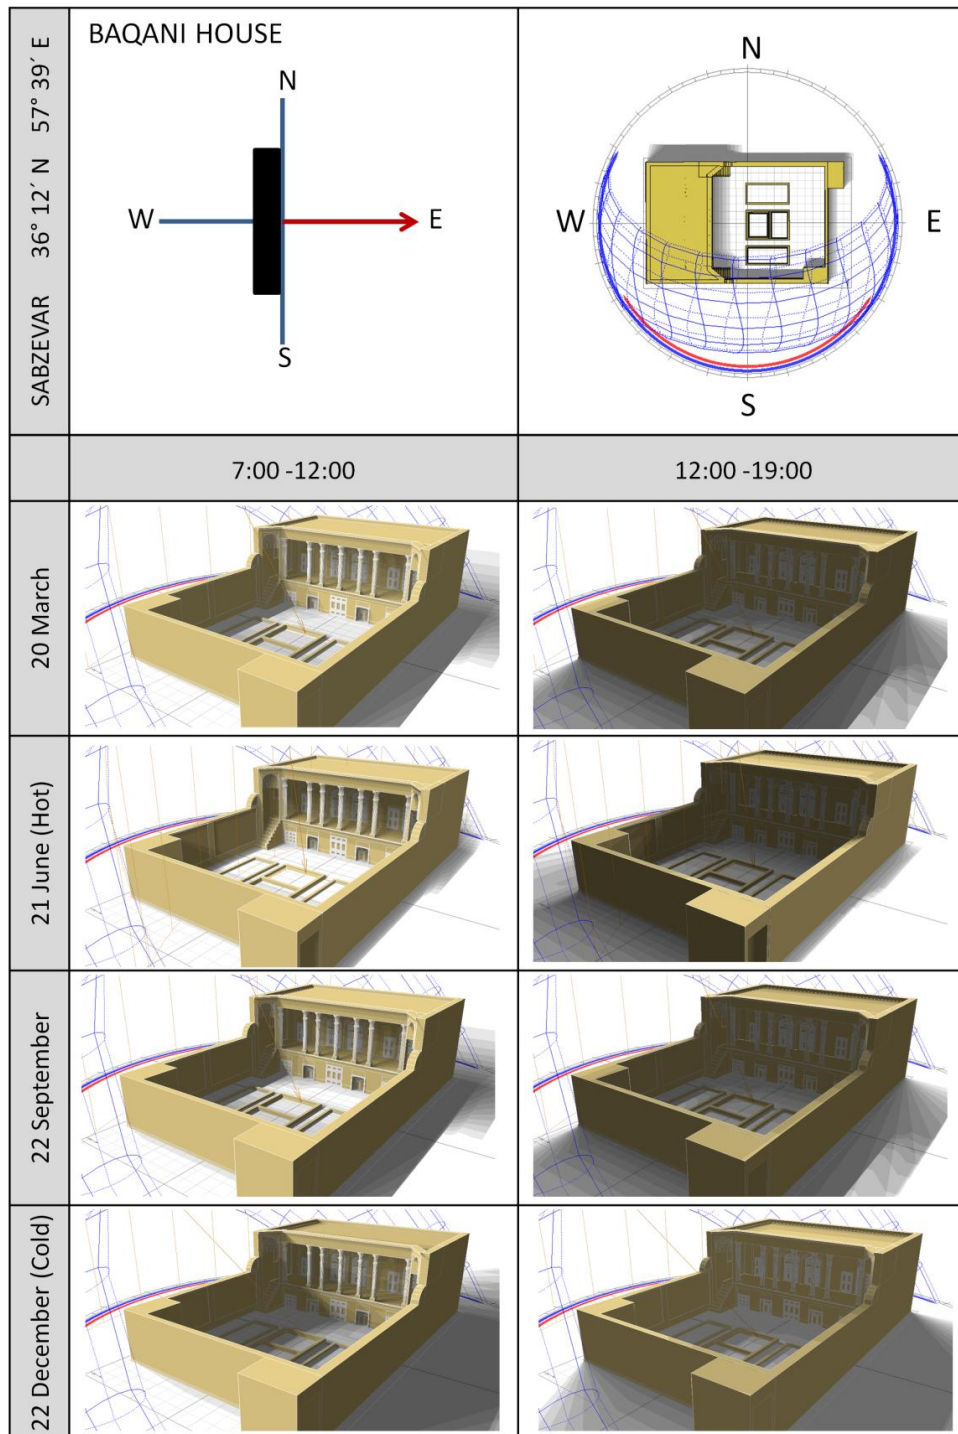 SABZEVAR 36° 12′ N 57° 39′ E
BAQANI HOUSE
N
W
E
S
N
W
E
S
7:00 -12:00
12:00 -19:00
20 March
21 June (Hot)
22 September
22 December (Cold)